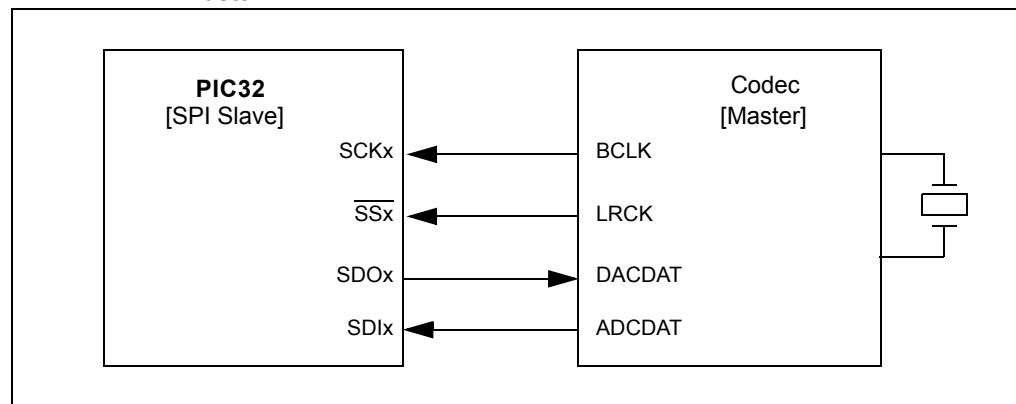 PIC32
[SPI Slave]
Codec
[Master]
SCKx
BCLK
SSx
LRCK
SDOx
DACDAT
SDIx
ADCDAT